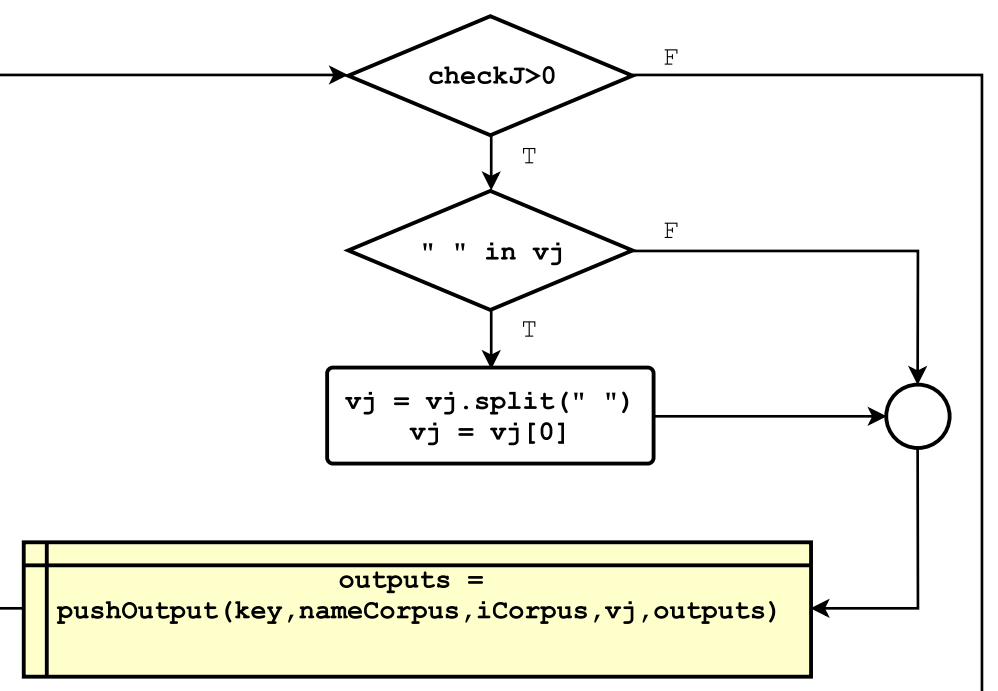 checkJ>0
F
T
" " in vj
F
T
vj = vj.split(" ")
vj = vj[0]
outputs =
pushOutput(key,nameCorpus,iCorpus,vj,outputs)